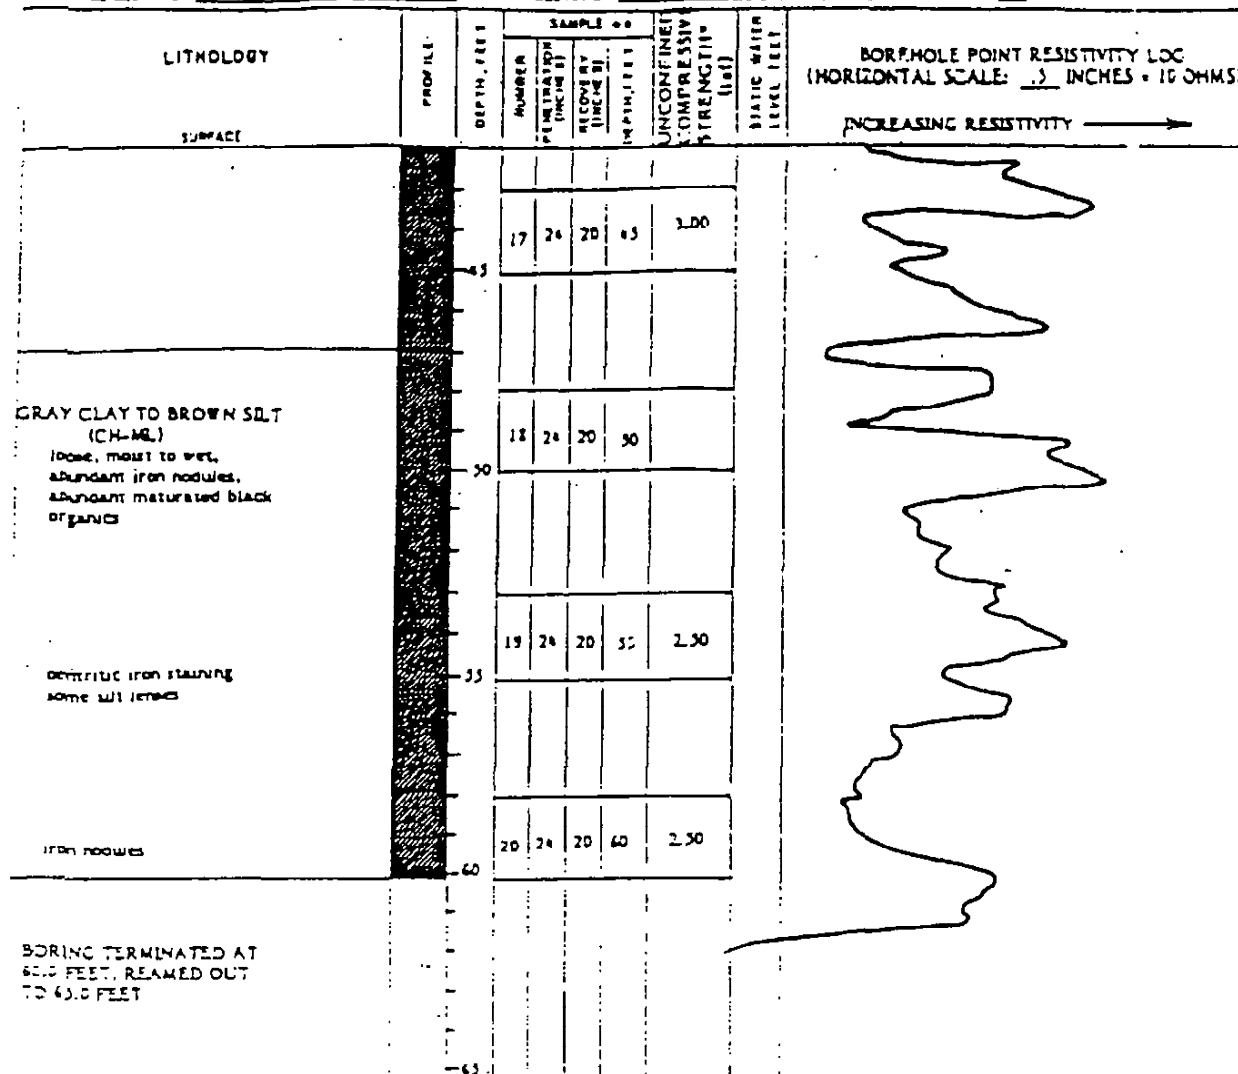 LITHOLOGY
SURFACE
PROFILE
DEPTH, FEET
SAMPLE **
NUMBER
PENETRATION (INCHES)
RECOVERY (INCHES)
DEPTH, FEET
UNCONFINED
COMPRESSIVE
STRENGTH*
(tsf)
STATIC WATER
LEVEL FEET
BOREHOLE POINT RESISTIVITY LOG
(HORIZONTAL SCALE: .5 INCHES = 10 OHMS)
INCREASING RESISTIVITY
17 24 20 45 3.00
45
GRAY CLAY TO BROWN SILT
(CH-ML)
loose, moist to wet,
abundant iron nodules,
abundant maturated black
organics
18 24 20 50
50
19 24 20 55 2.50
dendritic iron staining
55
some silt lenses
20 24 20 60 2.50
iron nodules
60
BORING TERMINATED AT
FEET, REAMED OUT
TO 65.0 FEET
65